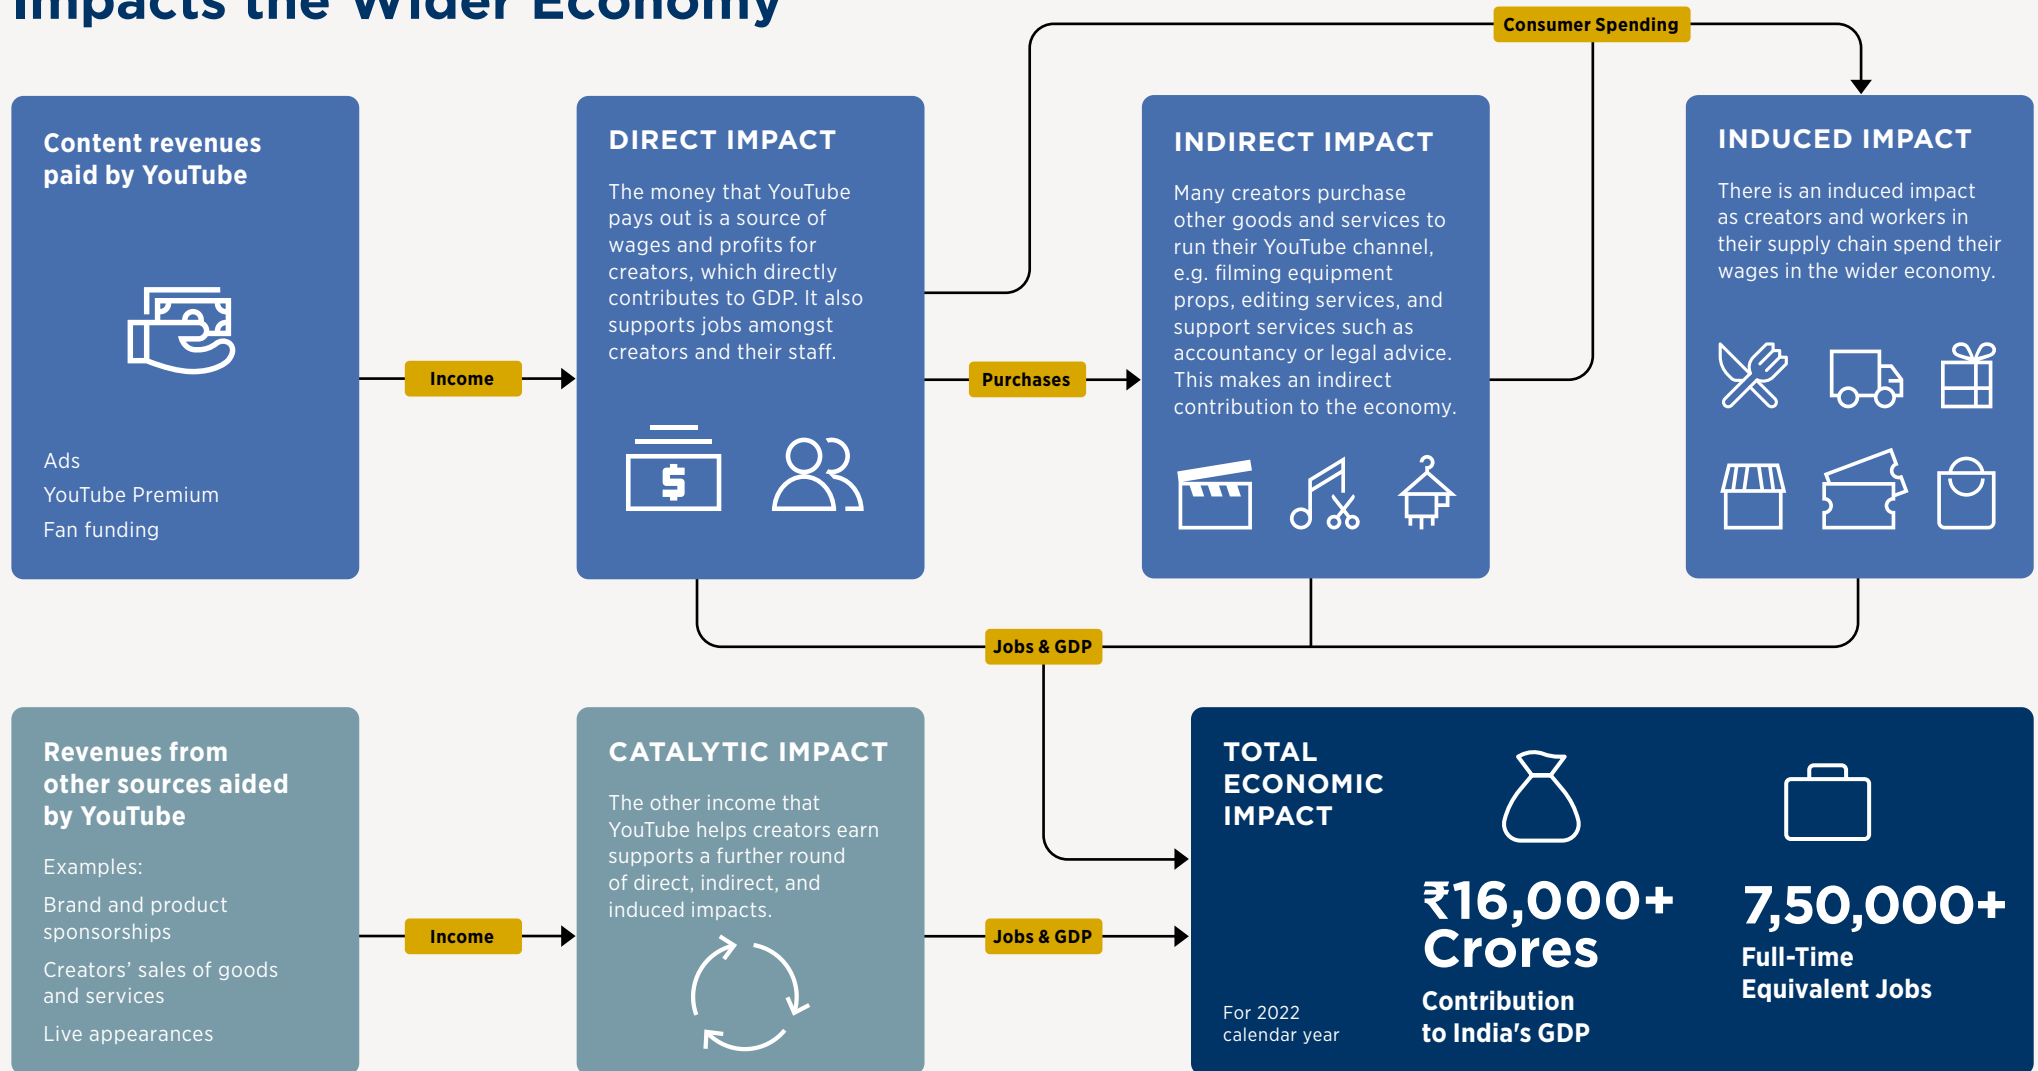 Impacts the Wider Economy
Consumer Spending
Content revenues
paid by YouTube
Ads
YouTube Premium
Fan funding
Income
DIRECT IMPACT
The money that YouTube
pays out is a source of
wages and profits for
creators, which directly
contributes to GDP. It also
supports jobs amongst
creators and their staff.
$
Purchases
INDIRECT IMPACT
Many creators purchase
other goods and services to
run their YouTube channel,
e.g. filming equipment
props, editing services, and
support services such as
accountancy or legal advice.
This makes an indirect
contribution to the economy.
INDUCED IMPACT
There is an induced impact
as creators and workers in
their supply chain spend their
wages in the wider economy.
Jobs & GDP
Revenues from
other sources aided
by YouTube
Examples:
Brand and product
sponsorships
Creators’ sales of goods
and services
Live appearances
Income
CATALYTIC IMPACT
The other income that
YouTube helps creators earn
supports a further round
of direct, indirect, and
induced impacts.
Jobs & GDP
TOTAL
ECONOMIC
IMPACT
For 2022
calendar year
₹16,000+
Crores
Contribution
to India's GDP
7,50,000+
Full-Time
Equivalent Jobs